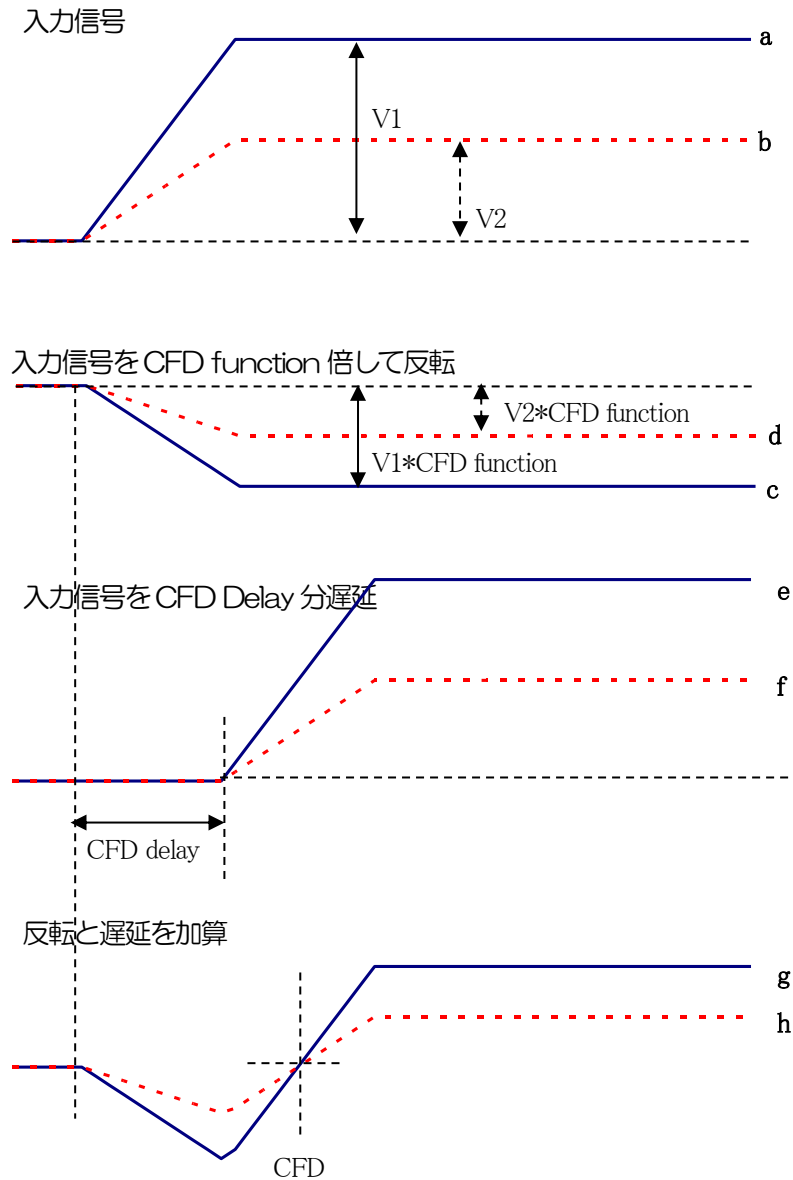 入力信号
a
V1
b
V2
入力信号をCFD function 倍して反転
V2*CFD function
d
V1*CFD function
c
入力信号をCFD Delay 分遅延
e
f
CFD delay
反転と遅延を加算
g
h
CFD